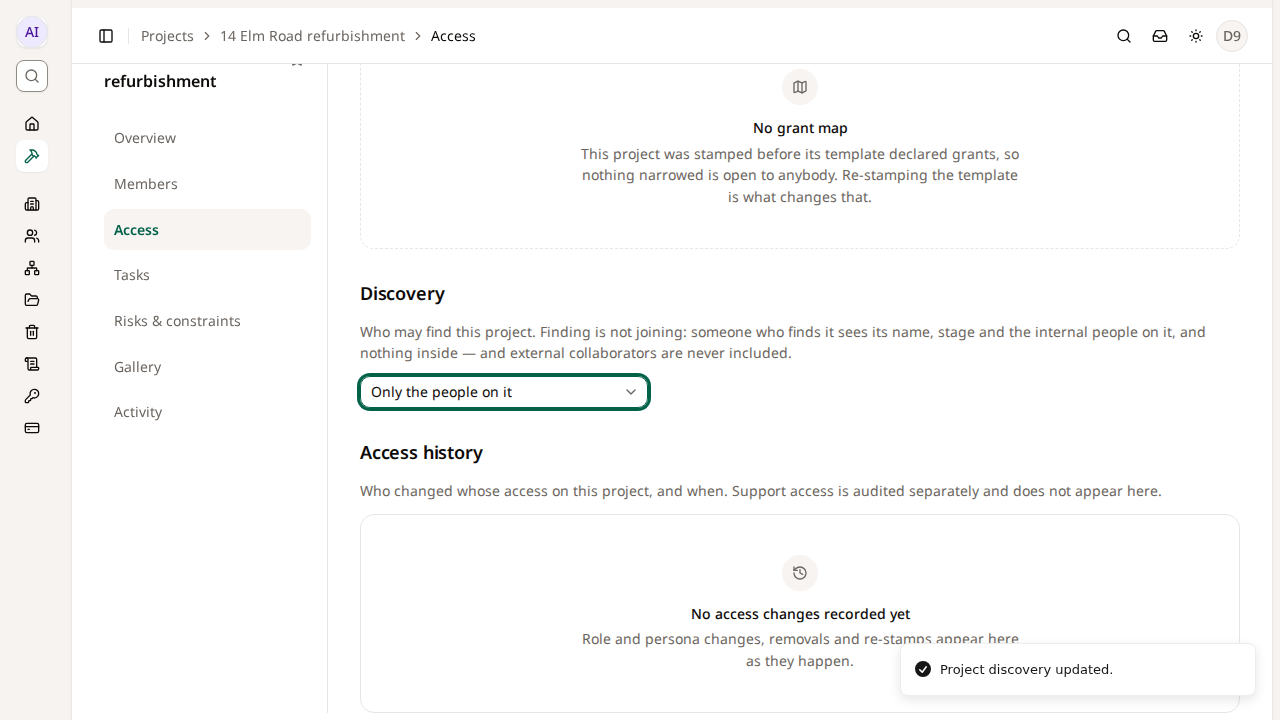 AI
Projects
14 Elm Road refurbishment
Access
D9
refurbishment
Overview
Members
Access
Tasks
Risks & constraints
Gallery
Activity
No grant map
This project was stamped before its template declared grants, so
nothing narrowed is open to anybody. Re-stamping the template
is what changes that.
Discovery
Who may find this project. Finding is not joining: someone who finds it sees its name, stage and the internal people on it, and
nothing inside — and external collaborators are never included.
Only the people on it
Access history
Who changed whose access on this project, and when. Support access is audited separately and does not appear here.
No access changes recorded yet
Role and persona changes, removals and re-stamps appear here
as they happen.
Project discovery updated.